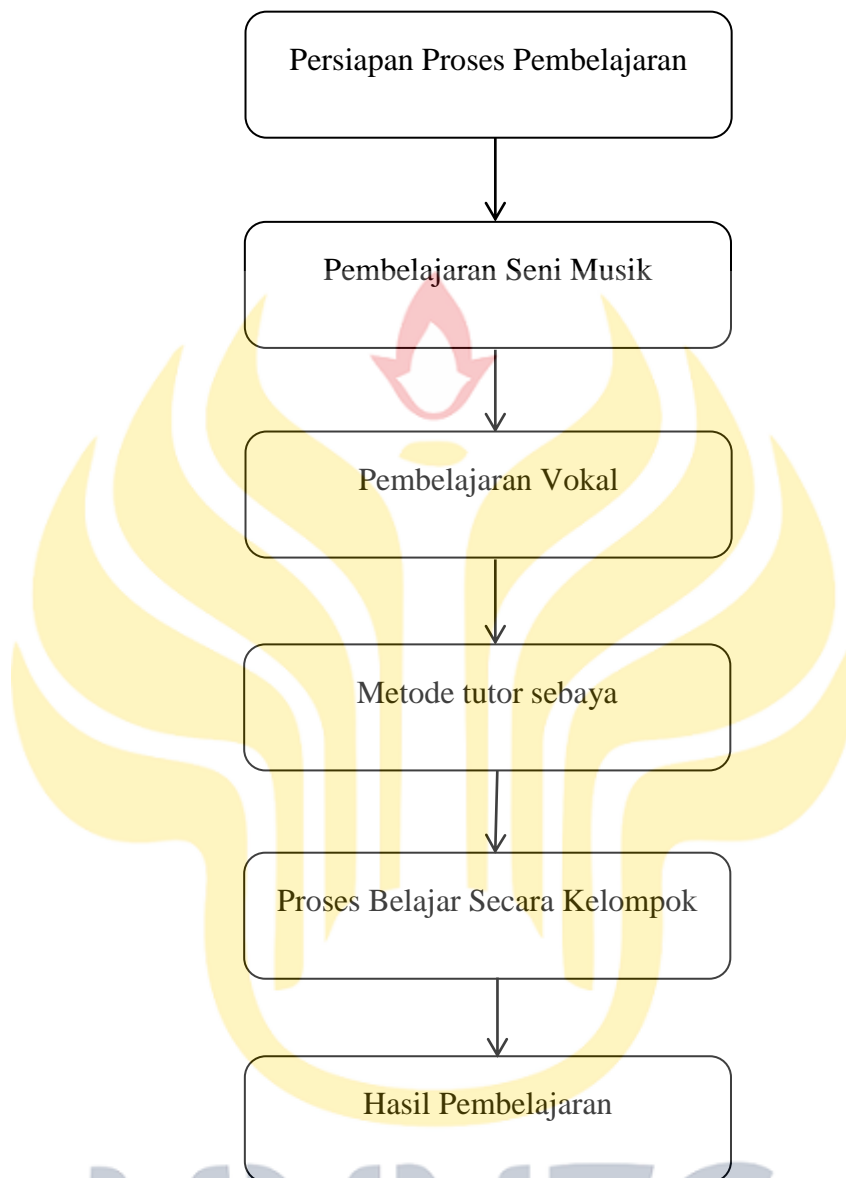 Persiapan Proses Pembelajaran
Pembelajaran Seni Musik
Pembelajaran Vokal
Metode tutor sebaya
Proses Belajar Secara Kelompok
Hasil Pembelajaran